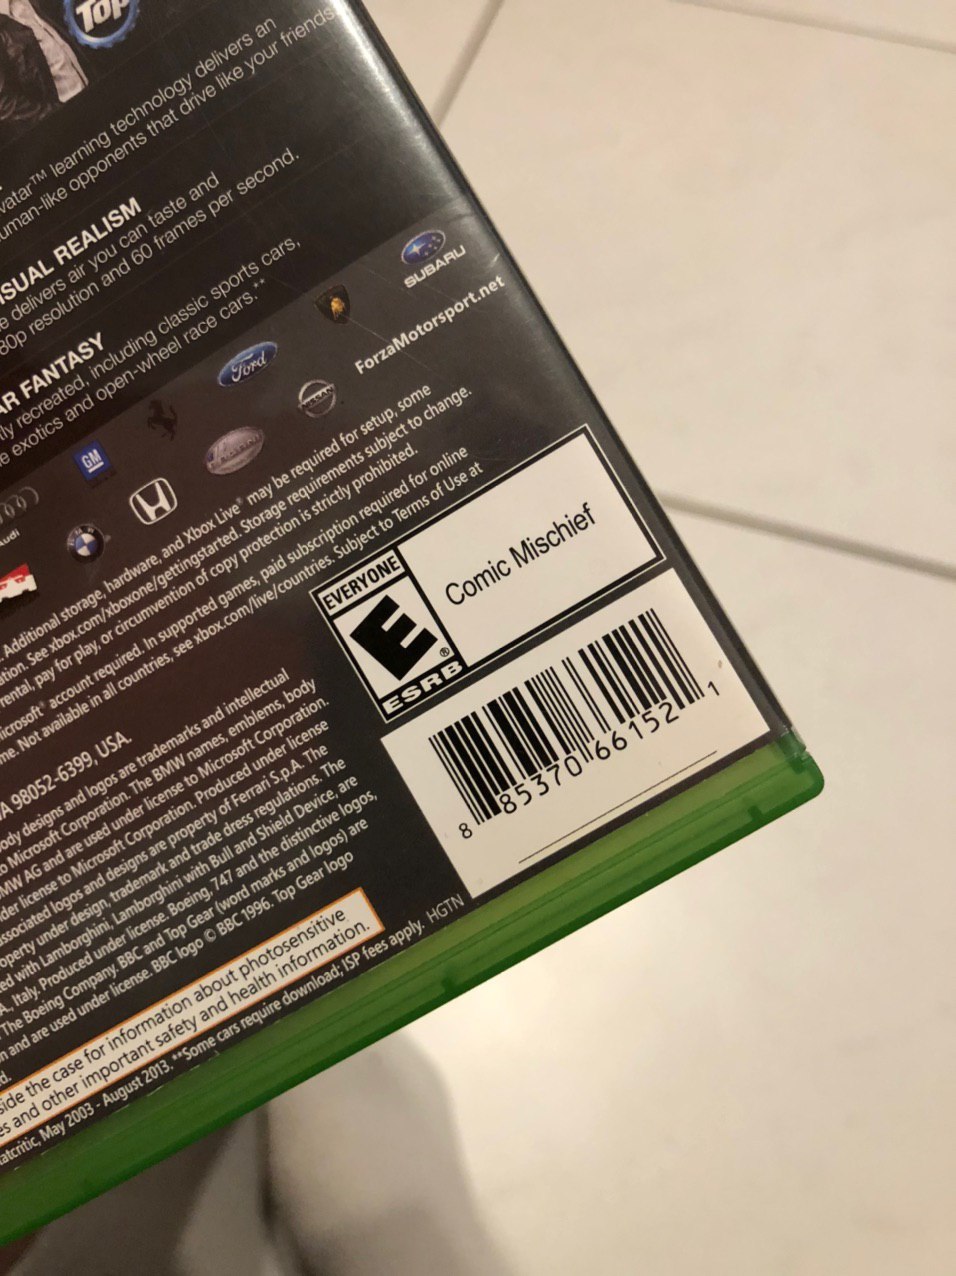 Top
vatar™ learning technology delivers an
uman-like opponents that drive like your friends
ISUAL REALISM
e delivers air you can taste and
80p resolution and 60 frames per second.
AR FANTASY
lly recreated, including classic sports cars,
e exotics and open-wheel race cars.**
SUBARU
ForzaMotorsport.net
Ford
NISSAN
GM
Audi
BMW
Additional storage, hardware, and Xbox Live® may be required for setup, some
ation. See xbox.com/xboxone/gettingstarted. Storage requirements subject to change.
rental, pay for play, or circumvention of copy protection is strictly prohibited.
icrosoft® account required. In supported games, paid subscription required for online
me. Not available in all countries, see xbox.com/live/countries. Subject to Terms of Use at
EVERYONE
E
®
ESRB
Comic Mischief
A 98052-6399, USA.
body designs and logos are trademarks and intellectual
o Microsoft Corporation. The BMW names, emblems, body
MW AG and are used under license to Microsoft Corporation.
der license to Microsoft Corporation. Produced under license
ssociated logos and designs are property of Ferrari S.p.A. The
operty under design, trademark and trade dress regulations. The
ed with Lamborghini, Lamborghini with Bull and Shield Device, are
A, Italy. Produced under license. Boeing, 747 and the distinctive logos,
The Boeing Company. BBC and Top Gear (word marks and logos) are
n and are used under license. BBC logo © BBC 1996. Top Gear logo
d.
8 85370 66152 1
side the case for information about photosensitive
es and other important safety and health information.
atcritic, May 2003 - August 2013. **Some cars require download; ISP fees apply. HGTN